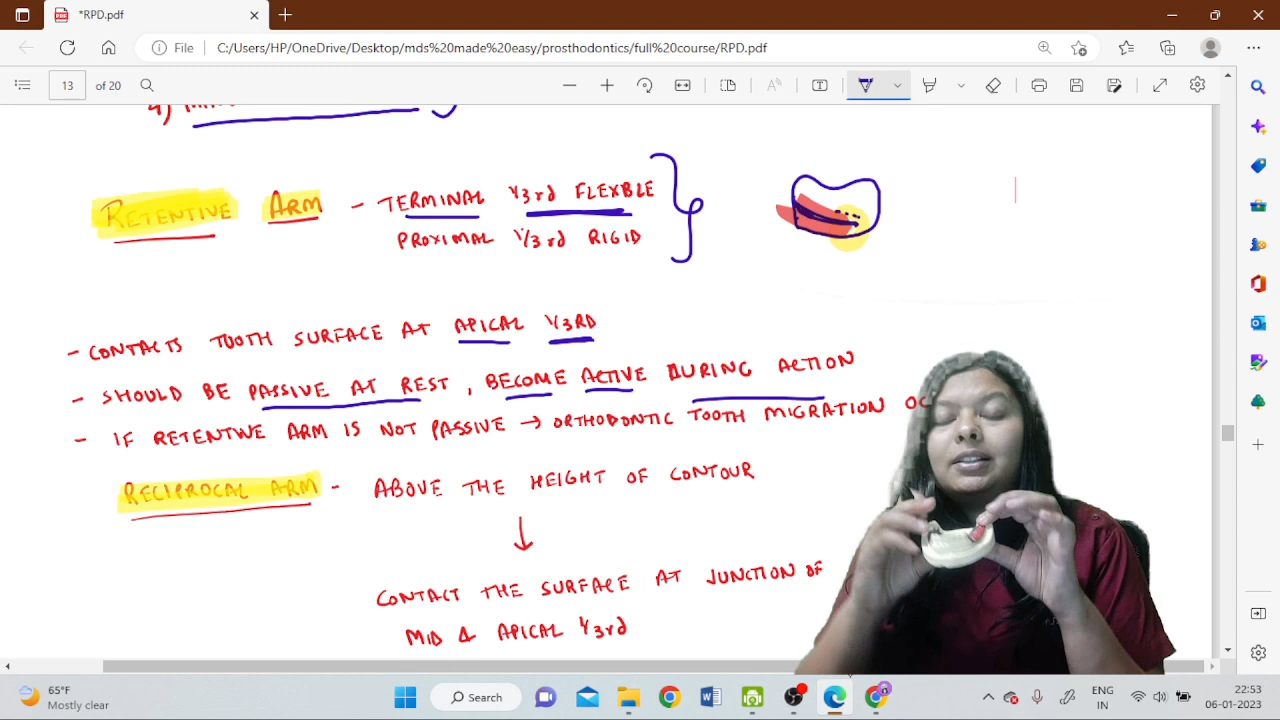 *RPD.pdf
File
C:/Users/HP/OneDrive/Desktop/mds%20made%20easy/prosthodontics/full%20course/RPD.pdf
13 of 20
4)
RETENTIVE ARM - TERMINAL 1/3rd FLEXBLE
PROXIMAL 1/3rd RIGID
- CONTACTS TOOTH SURFACE AT APICAL 1/3RD
- SHOULD BE PASSIVE AT REST, BECOME ACTIVE DURING ACTION
- IF RETENTIVE ARM IS NOT PASSIVE → ORTHODONTIC TOOTH MIGRATION
RECIPROCAL ARM - ABOVE THE HEIGHT OF CONTOUR
↓
CONTACT THE SURFACE AT JUNCTION OF
MID & APICAL 1/3rd
65°F
Mostly clear
Search
ENG
IN
22:53
06-01-2023